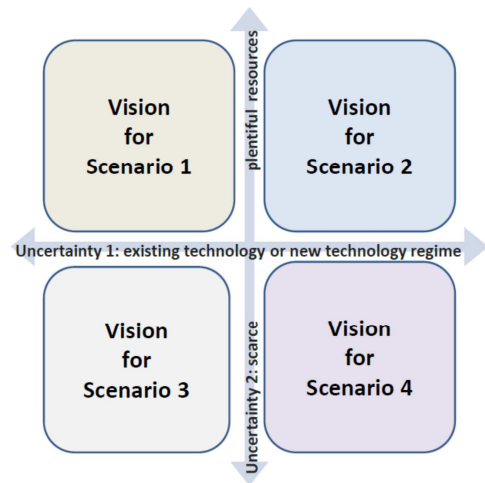 Vision
for
Scenario 1
plentiful resources
Vision
for
Scenario 2
Uncertainty 1: existing technology or new technology regime
Vision
for
Scenario 3
Uncertainty 2: scarce
Vision
for
Scenario 4